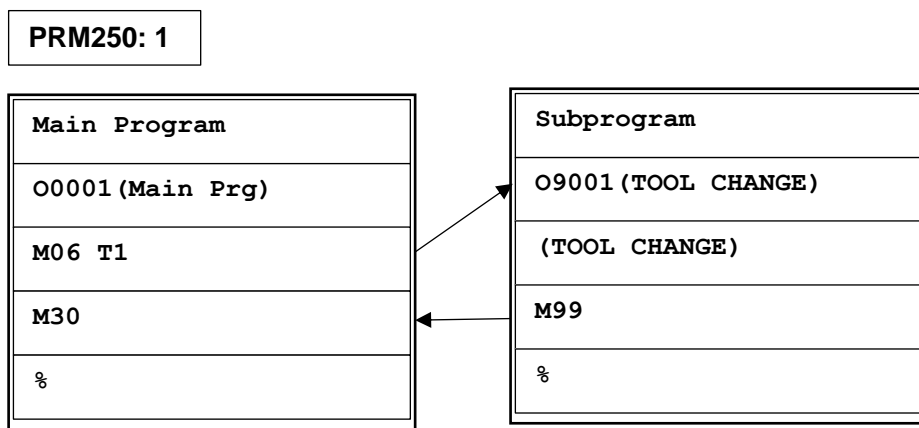 PRM250: 1
Main Program
O0001(Main Prg)
M06 T1
M30
%
Subprogram
O9001(TOOL CHANGE)
(TOOL CHANGE)
M99
%